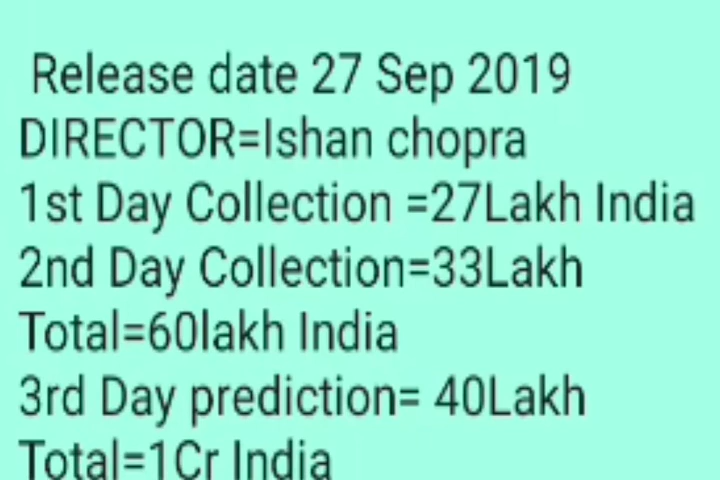 Release date 27 Sep 2019
DIRECTOR=Ishan chopra
1st Day Collection =27Lakh India
2nd Day Collection=33Lakh
Total=60lakh India
3rd Day prediction= 40Lakh
Total=1Cr India